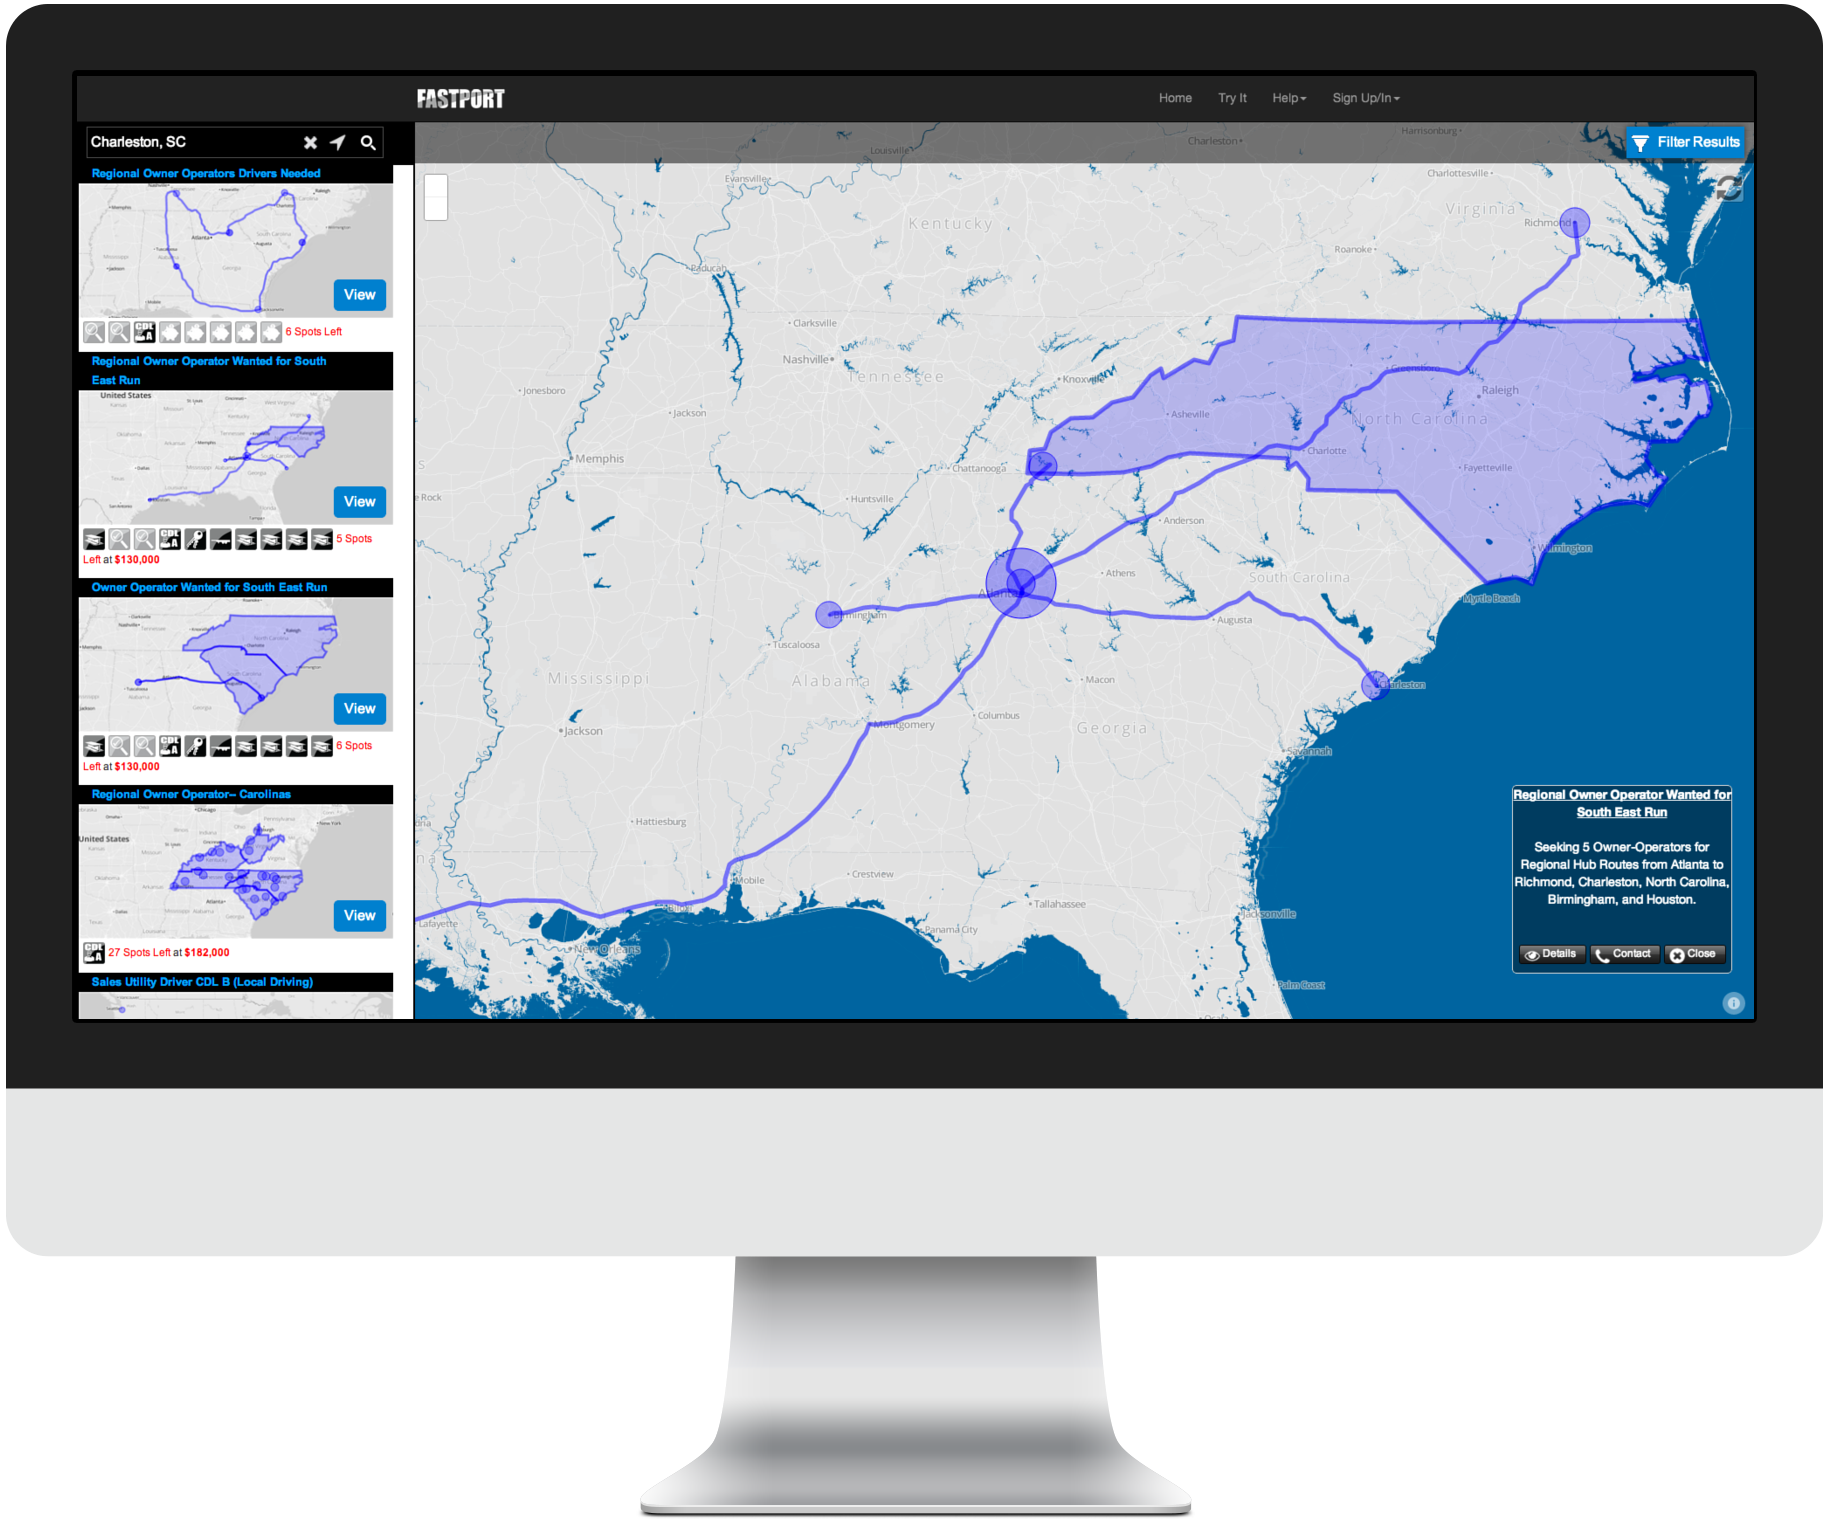 FASTPORT
Home
Try It
Help
Sign Up/In
Charleston, SC
Filter Results
Regional Owner Operators Drivers Needed
View
6 Spots Left
Regional Owner Operator Wanted for South
East Run
United States
View
5 Spots
Left at $130,000
Owner Operator Wanted for South East Run
View
6 Spots
Left at $130,000
Regional Owner Operator– Carolinas
United States
View
27 Spots Left at $182,000
Sales Utility Driver CDL B (Local Driving)
Louisville
Charleston
Harrisonburg
Evansville
Charlottesville
Kentucky
Virginia
Richmond
Roanoke
Paducah
Clarksville
Nashville
Tennessee
Knoxville
Greensboro
Raleigh
Jonesboro
Jackson
Asheville
North Carolina
Memphis
Chattanooga
Charlotte
Fayetteville
e Rock
Huntsville
Anderson
Wilmington
Athens
South Carolina
Atlanta
Myrtle Beach
Birmingham
Augusta
Tuscaloosa
Mississippi
Alabama
Macon
Charleston
Columbus
Montgomery
Georgia
Jackson
Savannah
Hattiesburg
Mobile
Crestview
Tallahassee
Biloxi
Lafayette
Panama City
Jacksonville
New Orleans
Palm Coast
Regional Owner Operator Wanted for
South East Run
Seeking 5 Owner-Operators for
Regional Hub Routes from Atlanta to
Richmond, Charleston, North Carolina,
Birmingham, and Houston.
Details
Contact
Close